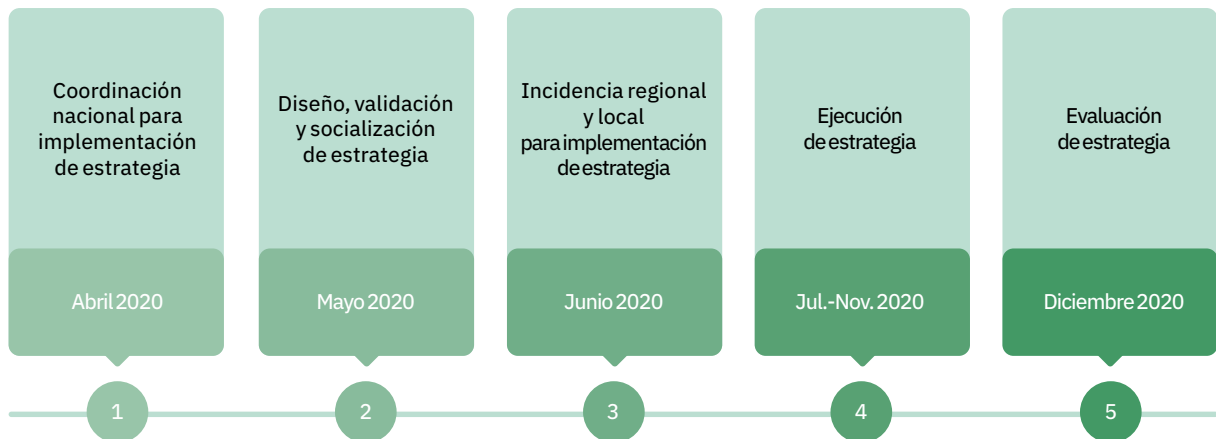 Coordinación
nacional para
implementación
de estrategia
Abril 2020
1
Diseño, validación
y socialización
de estrategia
Mayo 2020
2
Incidencia regional
y local
para implementación
de estrategia
Junio 2020
3
Ejecución
de estrategia
Jul.-Nov. 2020
4
Evaluación
de estrategia
Diciembre 2020
5